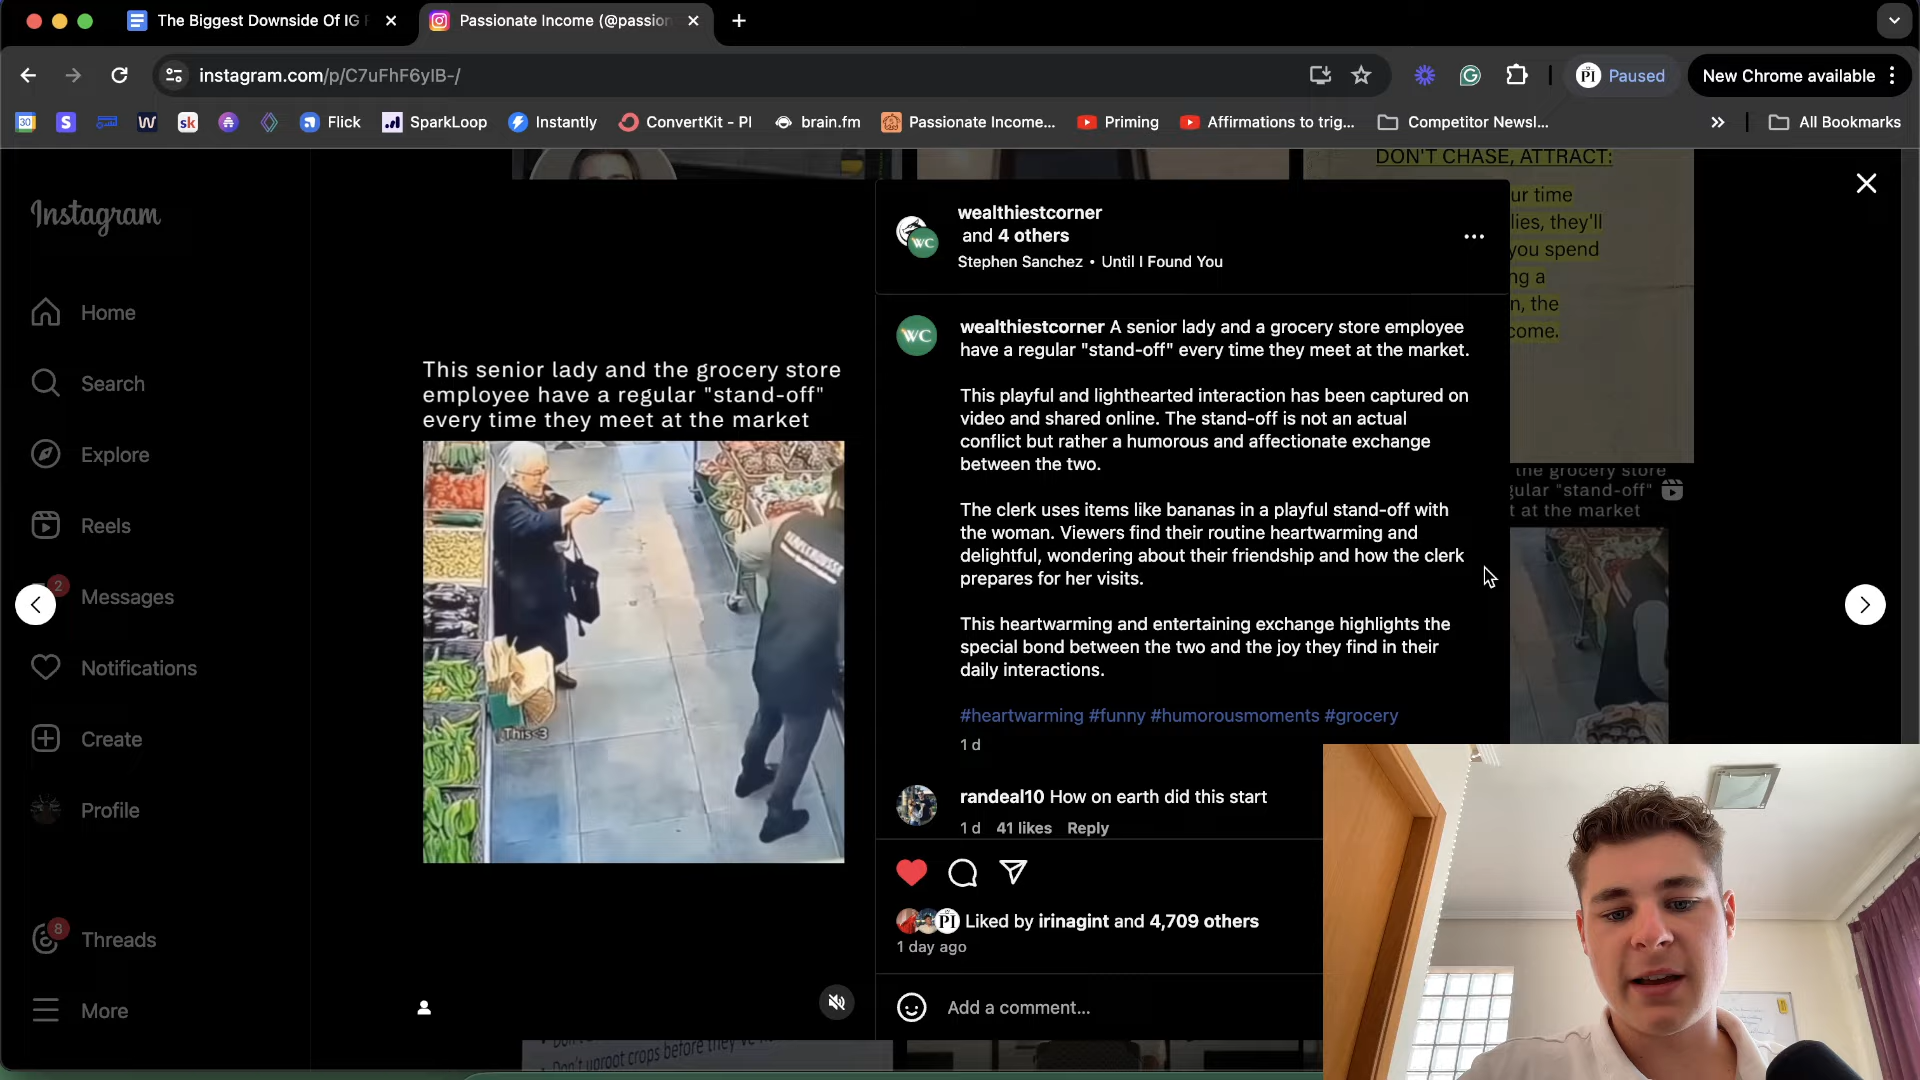 The Biggest Downside Of IG
Passionate Income (@passion
instagram.com/p/C7uFhF6yIB-/
PI Paused
New Chrome available
30
S
W
sk
Flick
SparkLoop
Instantly
ConvertKit - PI
brain.fm
Passionate Income...
Priming
Affirmations to trig...
Competitor Newsl...
All Bookmarks
Instagram
Home
Search
Explore
Reels
2
Messages
Notifications
Create
Profile
8
Threads
More
This senior lady and the grocery store
employee have a regular "stand-off"
every time they meet at the market
This<3
WC
wealthiestcorner
and 4 others
Stephen Sanchez • Until I Found You
WC
wealthiestcorner A senior lady and a grocery store employee
have a regular "stand-off" every time they meet at the market.
This playful and lighthearted interaction has been captured on
video and shared online. The stand-off is not an actual
conflict but rather a humorous and affectionate exchange
between the two.
The clerk uses items like bananas in a playful stand-off with
the woman. Viewers find their routine heartwarming and
delightful, wondering about their friendship and how the clerk
prepares for her visits.
This heartwarming and entertaining exchange highlights the
special bond between the two and the joy they find in their
daily interactions.
#heartwarming #funny #humorousmoments #grocery
1 d
randeal10 How on earth did this start
1 d 41 likes Reply
PI
Liked by irinagint and 4,709 others
1 day ago
Add a comment...
DON'T CHASE, ATTRACT:
ur time
lies, they'll
you spend
ng a
n, the
come.
the grocery store
gular "stand-off"
t at the market
Don't uproot crops before they've